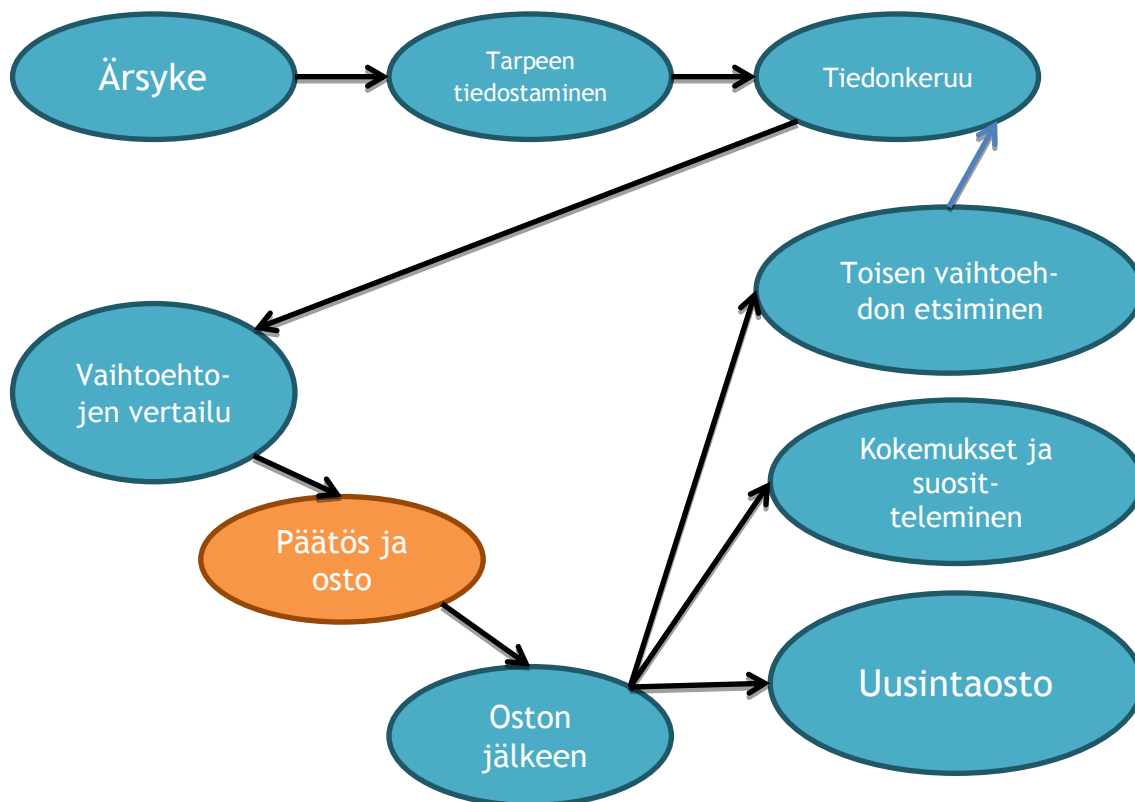 Ärsyke
Tarpeen
tiedostaminen
Tiedonkeruu
Toisen vaihtoeh-
don etsiminen
Vaihtoehto-
jen vertailu
Kokemukset ja
suosit-
teleminen
Päätös ja
osto
Uusintaosto
Oston
jälkeen